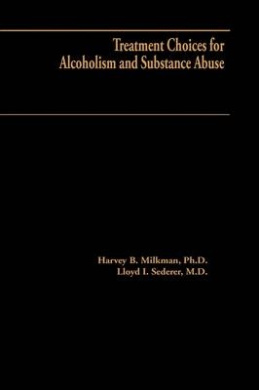 Treatment Choices for
Alcoholism and Substance Abuse
Harvey B. Milkman, Ph.D.
Lloyd I. Sederer, M.D.